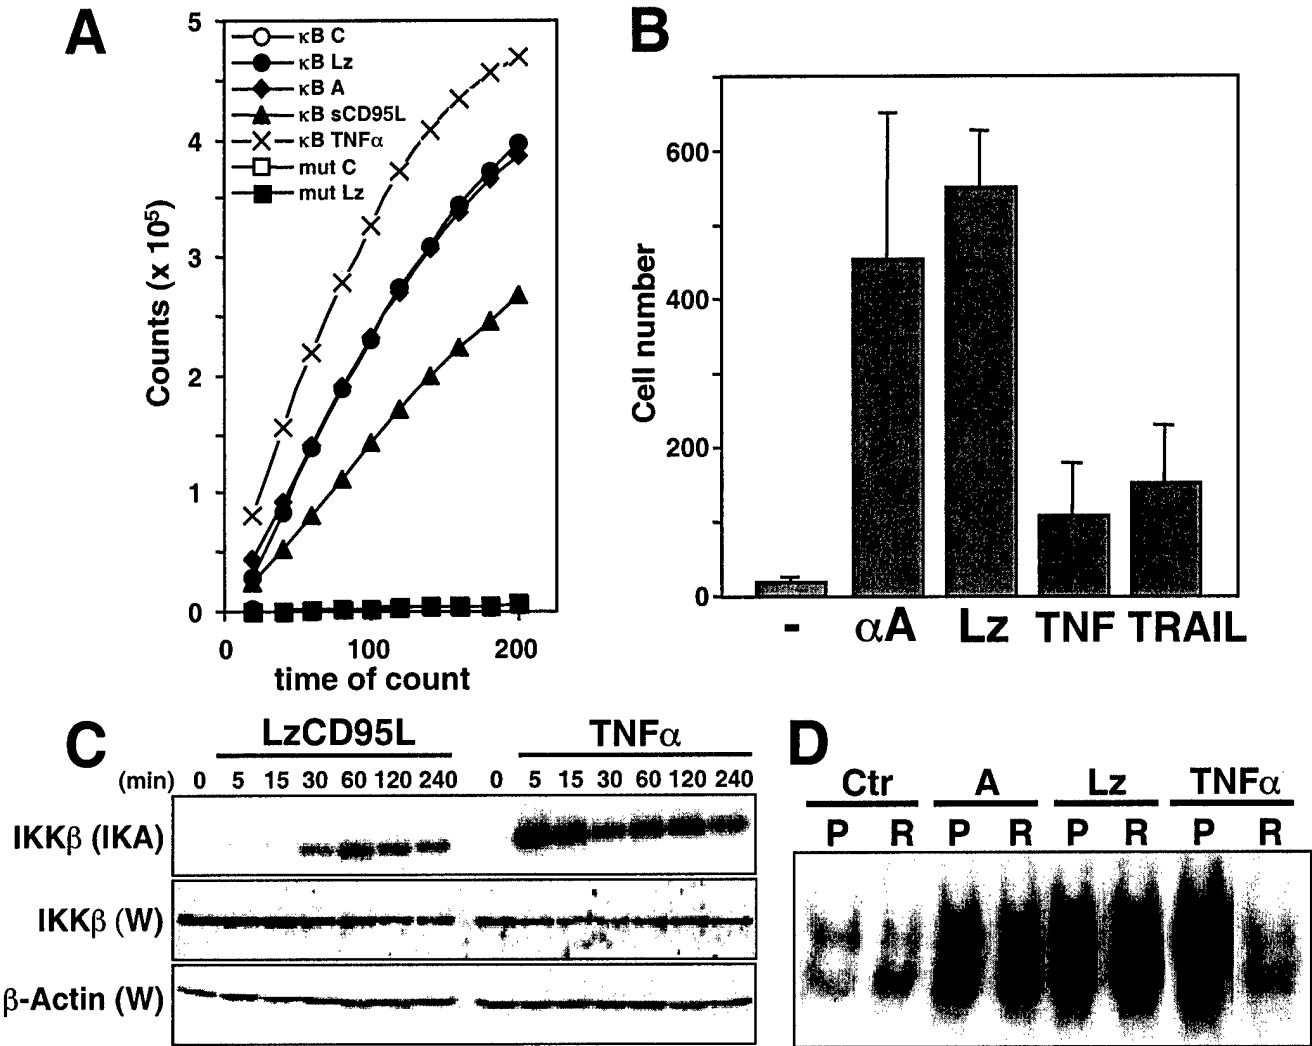 A
5
4
3
2
1
0
Counts (x 10⁵)
κB C
κB Lz
κB A
κB sCD95L
κB TNFα
mut C
mut Lz
0 100 200
time of count
B
600
400
200
0
Cell number
- αA Lz TNF TRAIL
C
LzCD95L TNFα
(min) 0 5 15 30 60 120 240 0 5 15 30 60 120 240
IKKβ (IKA)
IKKβ (W)
β-Actin (W)
D
Ctr A Lz TNFα
P R P R P R P R